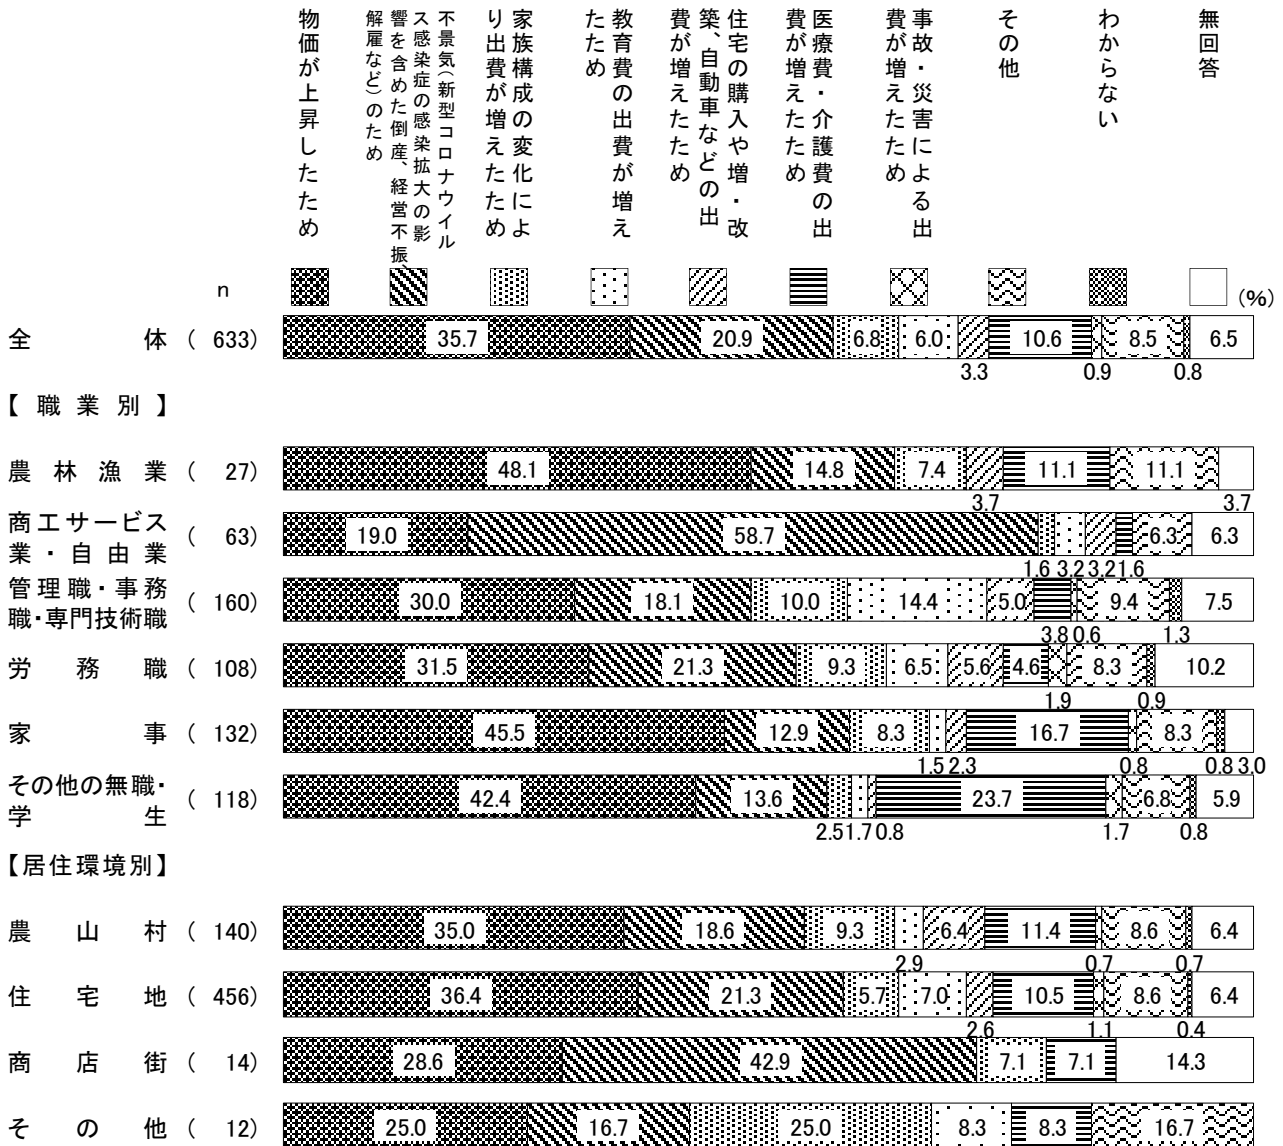 物価が上昇したため
不景気（新型コロナウイル
ス感染症の感染拡大の影
響を含めた倒産、経営不振、
解雇など）のため
家族構成の変化によ
り出費が増えたため
教育費の出費が増え
たため
住宅の購入や増・改
築、自動車などの出
費が増えたため
医療費・介護費の出
費が増えたため
事故・災害による出
費が増えたため
その他
わからない
無回答
n
(%)
全体 ( 633) 35.7 20.9 6.8 6.0 10.6 8.5 6.5
3.3 0.9 0.8
【職業別】
農林漁業 ( 27) 48.1 14.8 7.4 11.1 11.1
3.7 3.7
商工サービス
業・自由業 ( 63) 19.0 58.7 6.3 6.3
1.6 3.2 3.2 1.6
管理職・事務
職・専門技術職 ( 160) 30.0 18.1 10.0 14.4 5.0 9.4 7.5
3.8 0.6 1.3
労務職 ( 108) 31.5 21.3 9.3 6.5 5.6 4.6 8.3 10.2
1.9 0.9
家事 ( 132) 45.5 12.9 8.3 16.7 8.3
1.5 2.3 0.8 0.8 3.0
その他の無職・
学生 ( 118) 42.4 13.6 23.7 6.8 5.9
2.5 1.7 0.8 1.7 0.8
【居住環境別】
農山村 ( 140) 35.0 18.6 9.3 6.4 11.4 8.6 6.4
2.9 0.7 0.7
住宅地 ( 456) 36.4 21.3 5.7 7.0 10.5 8.6 6.4
2.6 1.1 0.4
商店街 ( 14) 28.6 42.9 7.1 7.1 14.3
その他 ( 12) 25.0 16.7 25.0 8.3 8.3 16.7